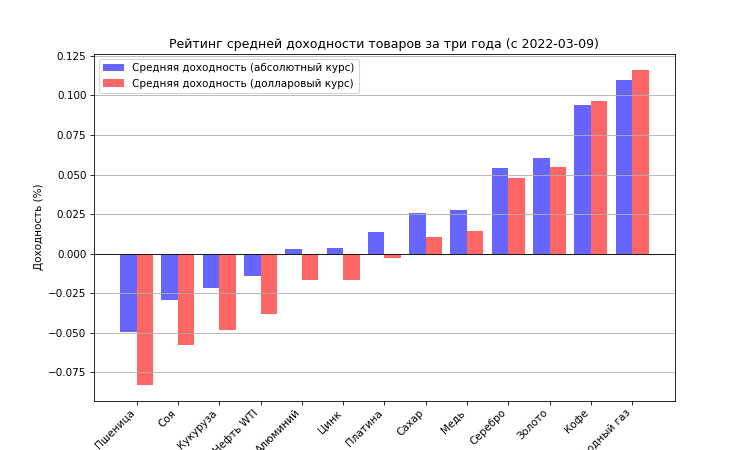 Рейтинг средней доходности товаров за три года (с 2022-03-09)
Средняя доходность (абсолютный курс)
Средняя доходность (долларовый курс)
Доходность (%)
0.125
0.100
0.075
0.050
0.025
0.000
−0.025
−0.050
−0.075
Пшеница
Соя
Кукуруза
Нефть WTI
Алюминий
Цинк
Платина
Сахар
Медь
Серебро
Золото
Кофе
газ